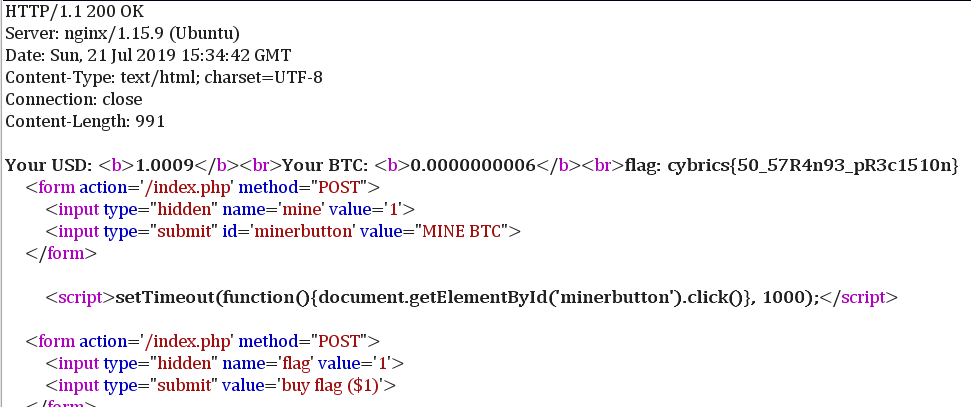 HTTP/1.1 200 OK
Server: nginx/1.15.9 (Ubuntu)
Date: Sun, 21 Jul 2019 15:34:42 GMT
Content-Type: text/html; charset=UTF-8
Connection: close
Content-Length: 991
Your USD: <b>1.0009</b><br>Your BTC: <b>0.0000000006</b><br>flag: cybrics{50_57R4n93_pR3c1510n}
<form action='/index.php' method="POST">
<input type="hidden" name='mine' value='1'>
<input type="submit" id='minerbutton' value="MINE BTC">
</form>
<script>setTimeout(function(){document.getElementById('minerbutton').click()}, 1000);</script>
<form action='/index.php' method="POST">
<input type="hidden" name='flag' value='1'>
<input type="submit" value='buy flag ($1)'>
</form>